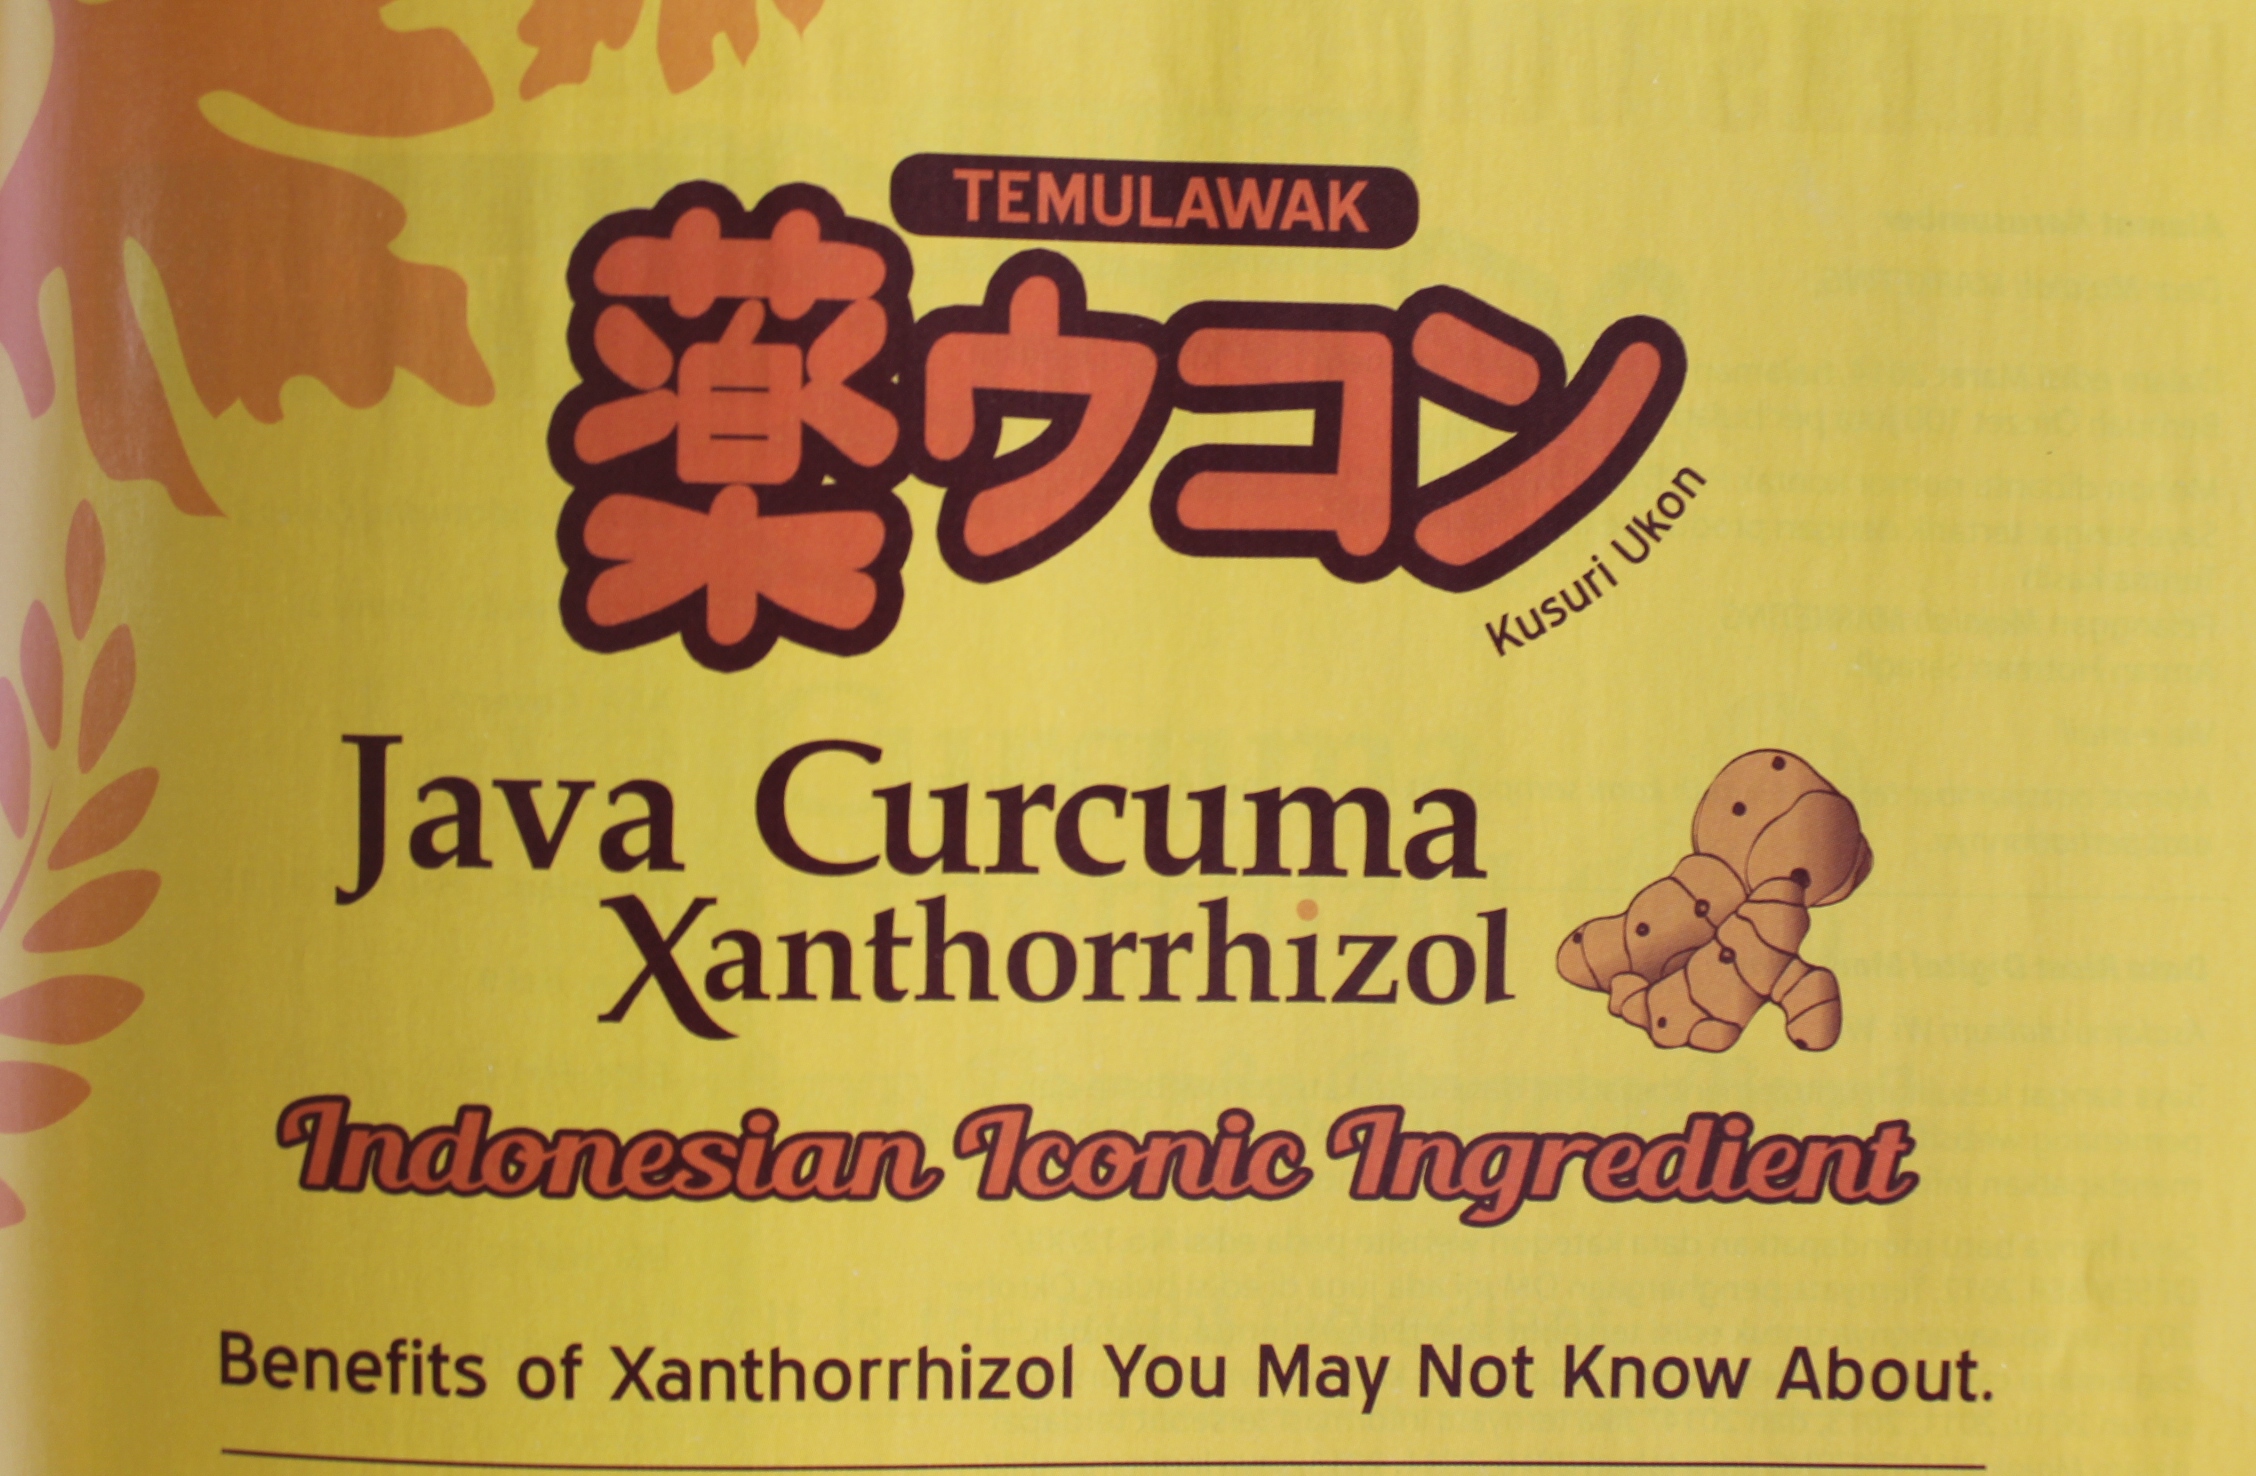 TEMULAWAK
薬ウコン
Kusuri Ukon
Java Curcuma
Xanthorrhizol
Indonesian Iconic Ingredient
Benefits of Xanthorrhizol You May Not Know About.